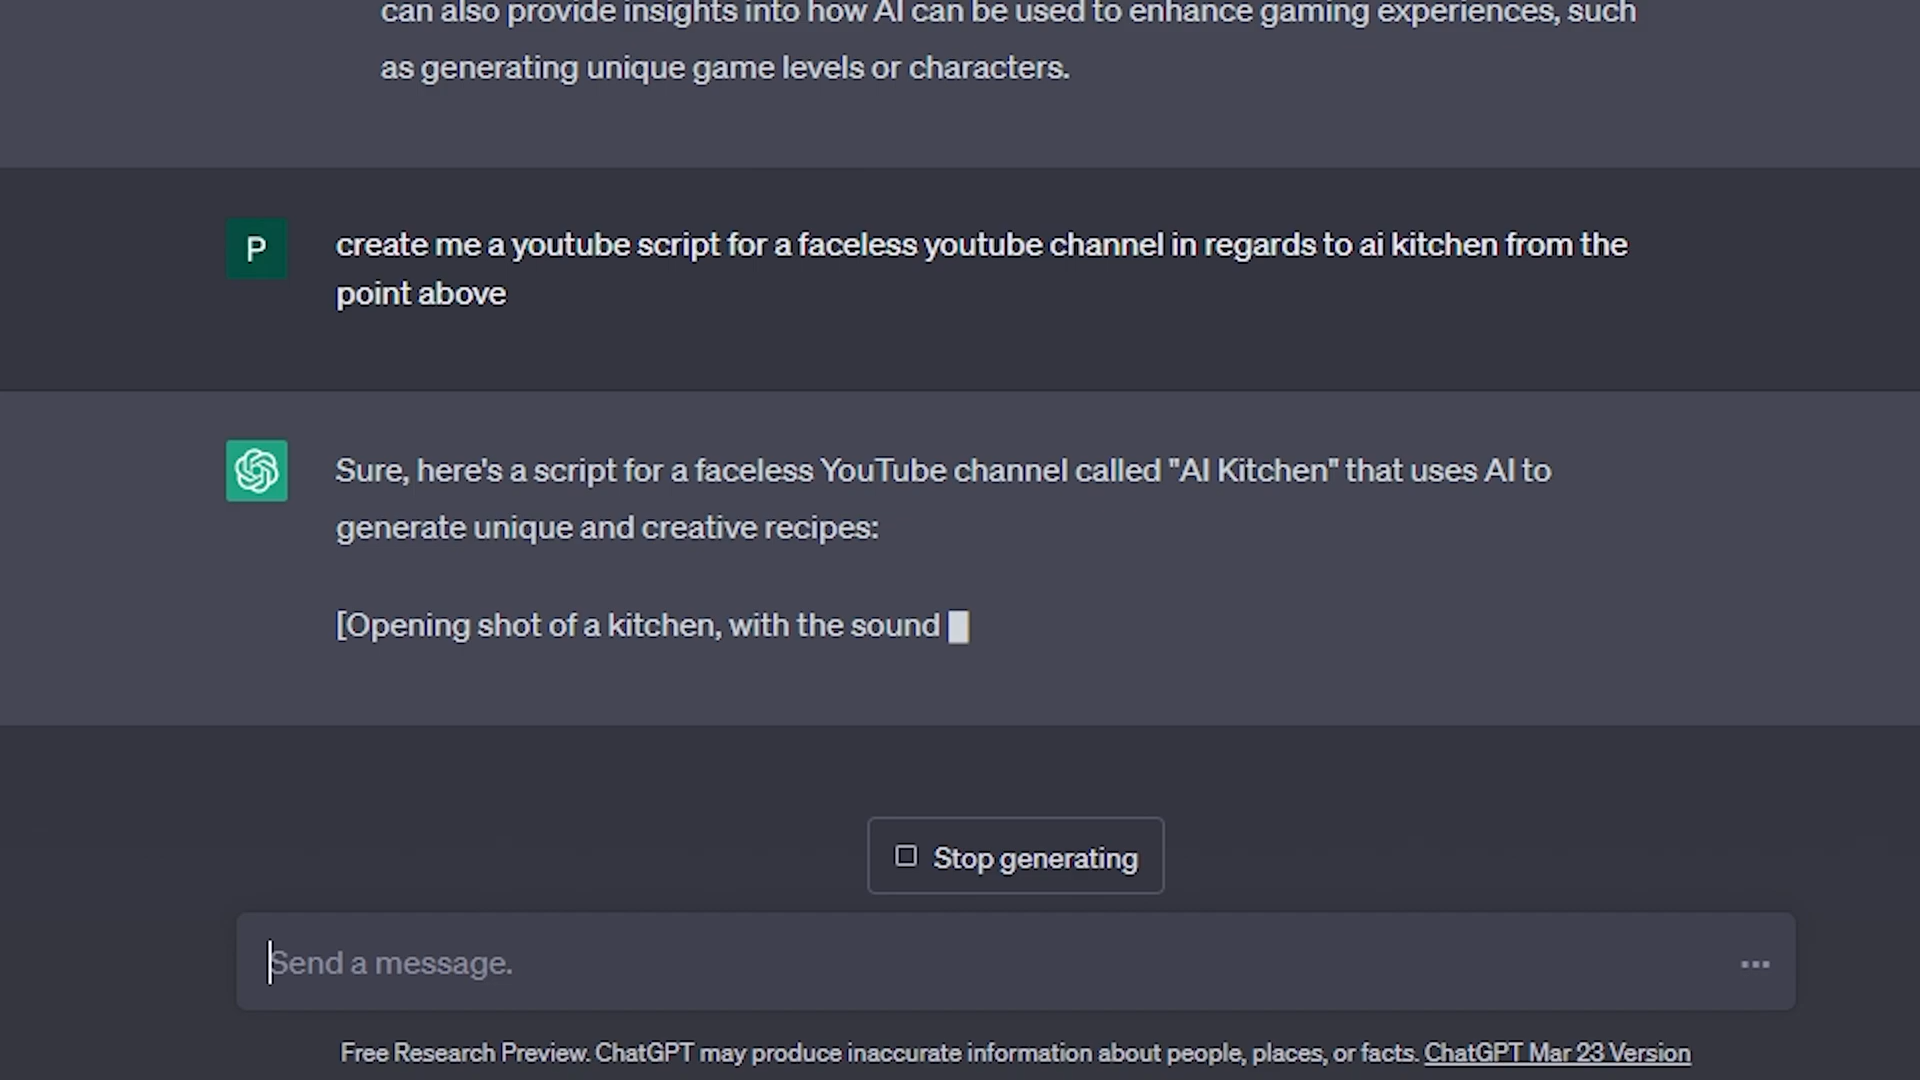 can also provide insights into how AI can be used to enhance gaming experiences, such
as generating unique game levels or characters.
P
create me a youtube script for a faceless youtube channel in regards to ai kitchen from the
point above
Sure, here's a script for a faceless YouTube channel called "AI Kitchen" that uses AI to
generate unique and creative recipes:
[Opening shot of a kitchen, with the sound
Stop generating
Send a message.
Free Research Preview. ChatGPT may produce inaccurate information about people, places, or facts. ChatGPT Mar 23 Version